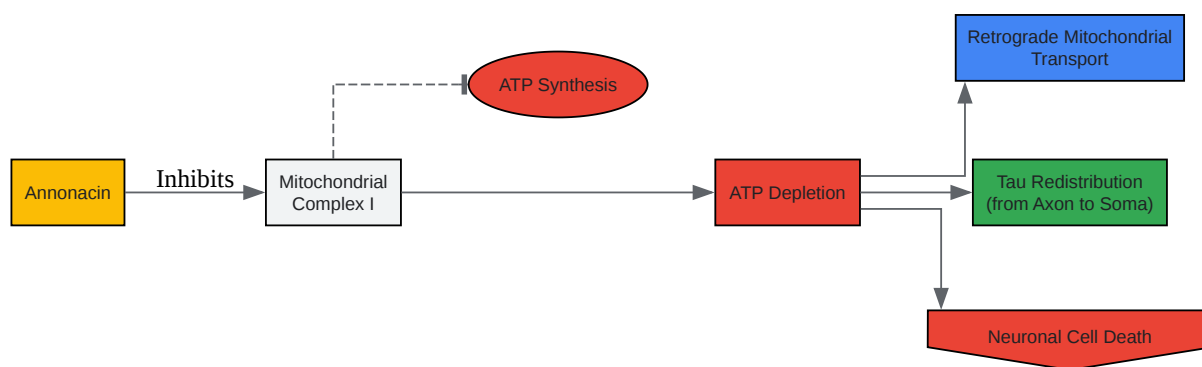 Retrograde Mitochondrial
Transport
ATP Synthesis
Annonacin
Inhibits
Mitochondrial
Complex I
ATP Depletion
Tau Redistribution
(from Axon to Soma)
Neuronal Cell Death